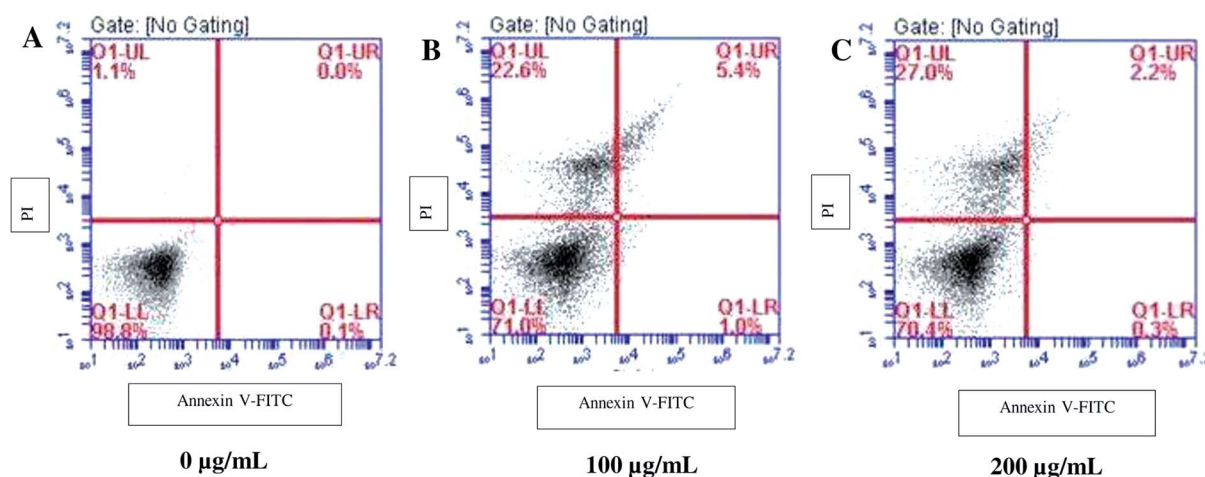 A
Gate: [No Gating]
Q1-UL
1.1%
Q1-UR
0.0%
Q1-LL
98.8%
Q1-LR
0.1%
PI
Annexin V-FITC
0 µg/mL
B
Gate: [No Gating]
Q1-UL
22.6%
Q1-UR
5.4%
Q1-LL
71.0%
Q1-LR
1.0%
PI
Annexin V-FITC
100 µg/mL
C
Gate: [No Gating]
Q1-UL
27.0%
Q1-UR
2.2%
Q1-LL
70.4%
Q1-LR
0.3%
PI
Annexin V-FITC
200 µg/mL